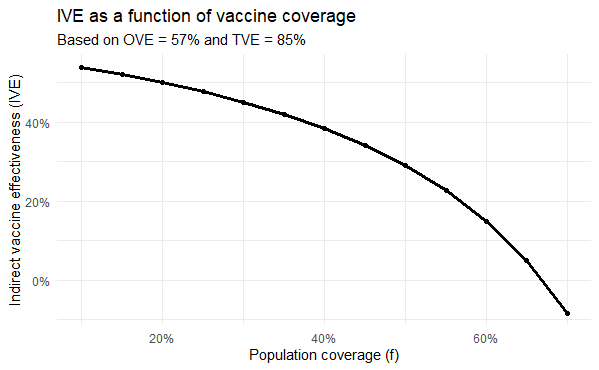 IVE as a function of vaccine coverage
Based on OVE = 57% and TVE = 85%
Indirect vaccine effectiveness (IVE)
40%
20%
0%
20%
40%
60%
Population coverage (f)